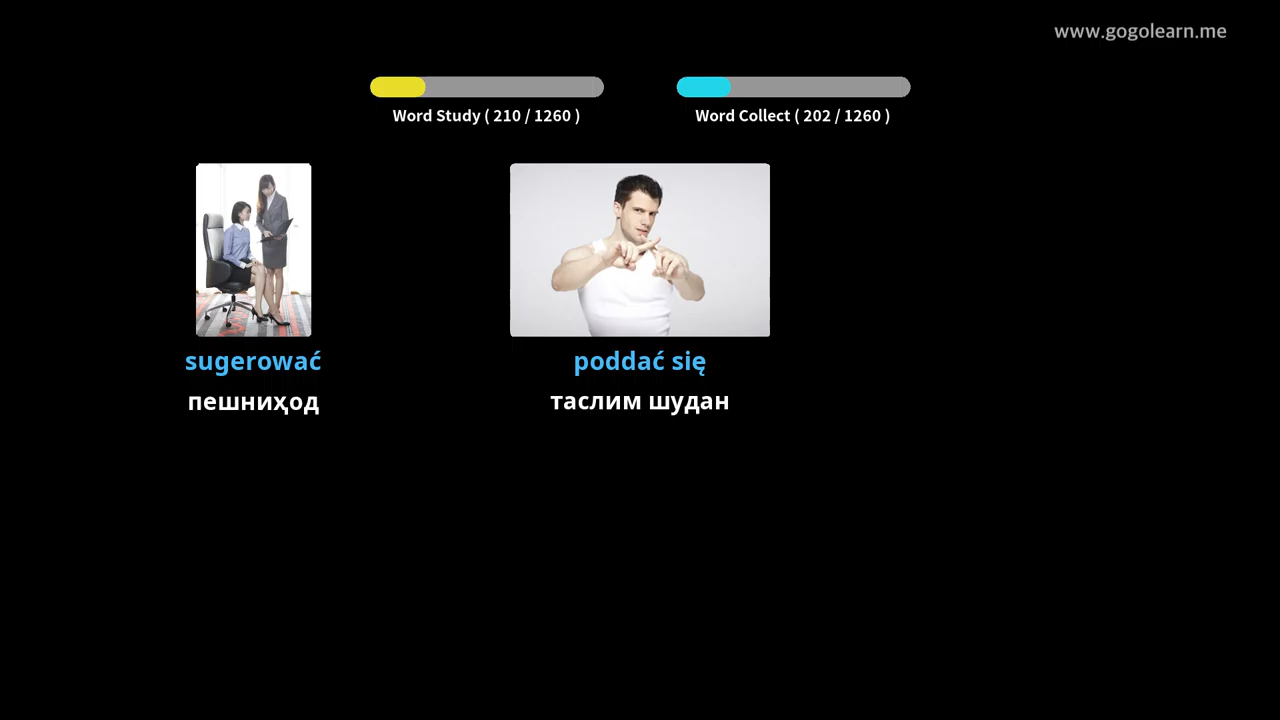 www.gogolearn.me
Word Study ( 210 / 1260 )
Word Collect ( 202 / 1260 )
sugerować
пешниҳод
poddać się
таслим шудан